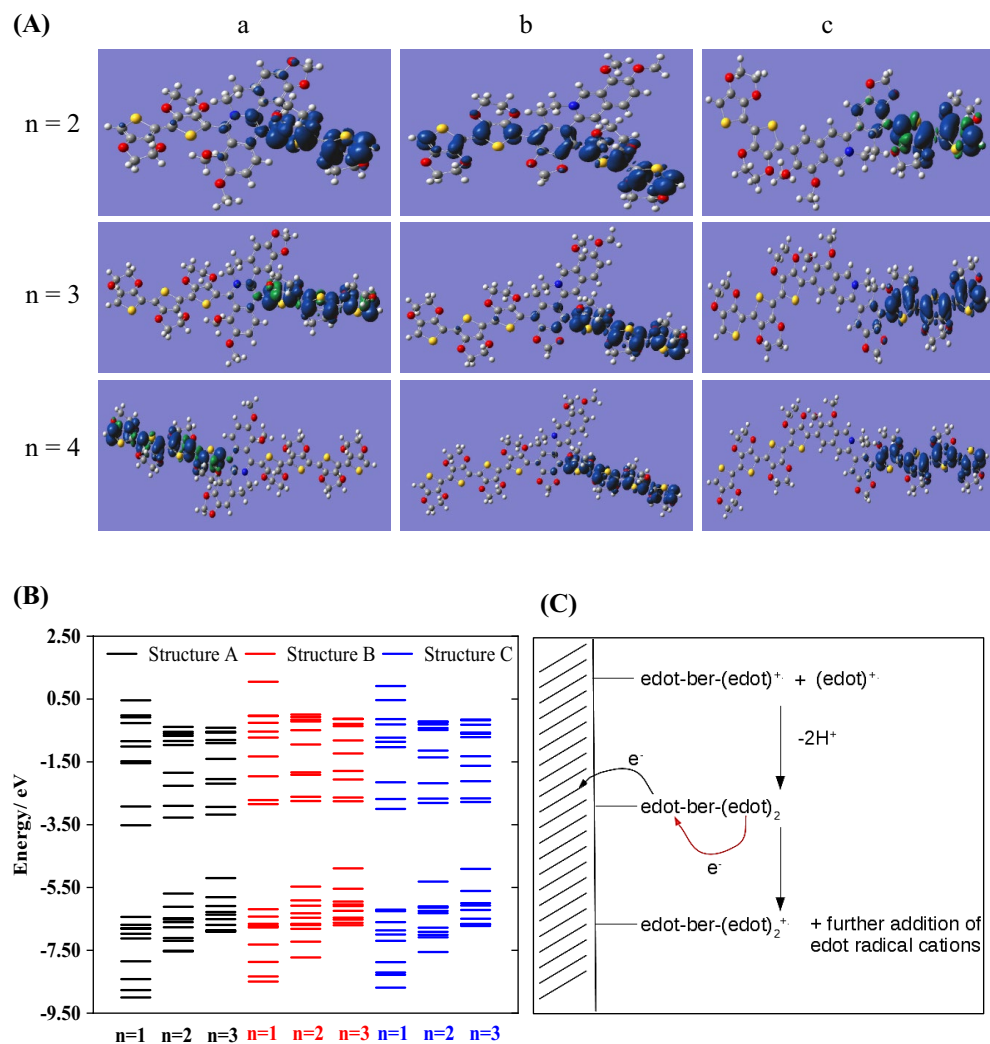 (A)
a b c
n = 2
n = 3
n = 4
(B)
2.50
0.50
-1.50
-3.50
-5.50
-7.50
-9.50
Energy/ eV
Structure A Structure B Structure C
n=1 n=2 n=3 n=1 n=2 n=3 n=1 n=2 n=3
(C)
edot-ber-(edot)+. + (edot)+.
-2H+
e-
edot-ber-(edot)2
e-
edot-ber-(edot)2+. + further addition of
edot radical cations